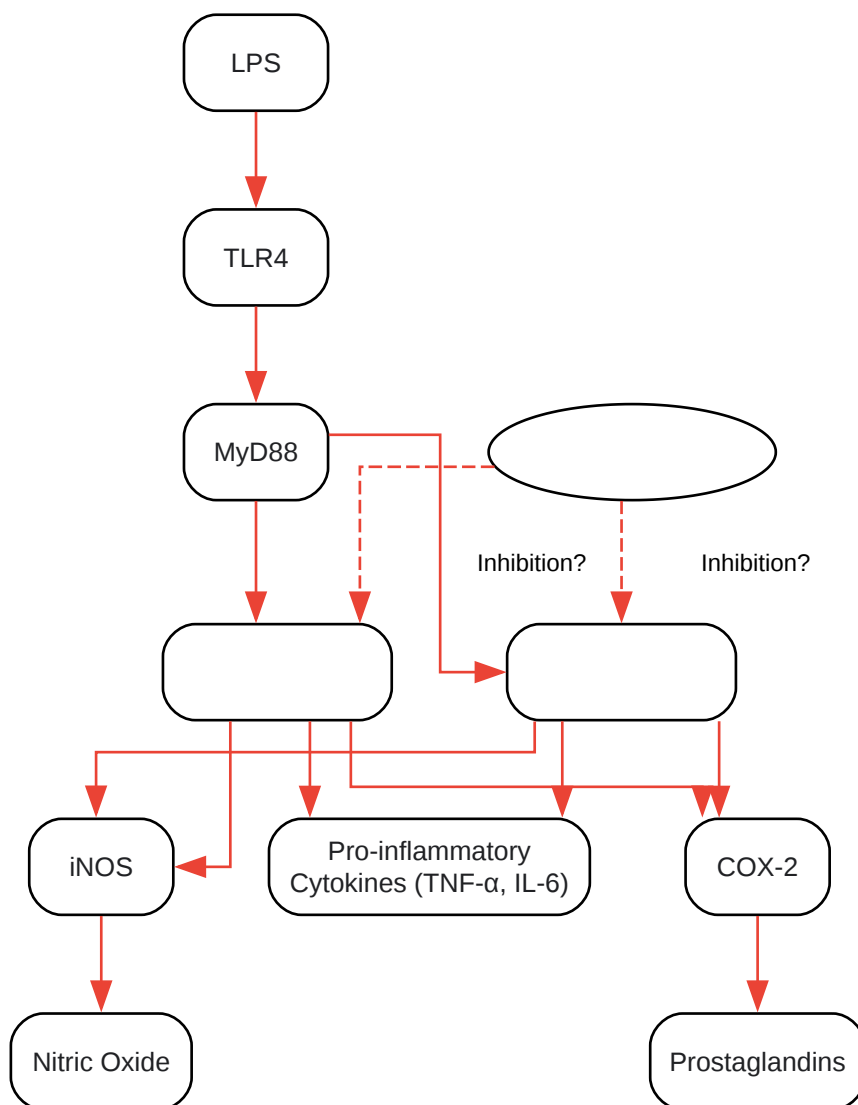 LPS
TLR4
MyD88
Inhibition?
Inhibition?
iNOS
Pro-inflammatory
Cytokines (TNF-α, IL-6)
COX-2
Nitric Oxide
Prostaglandins